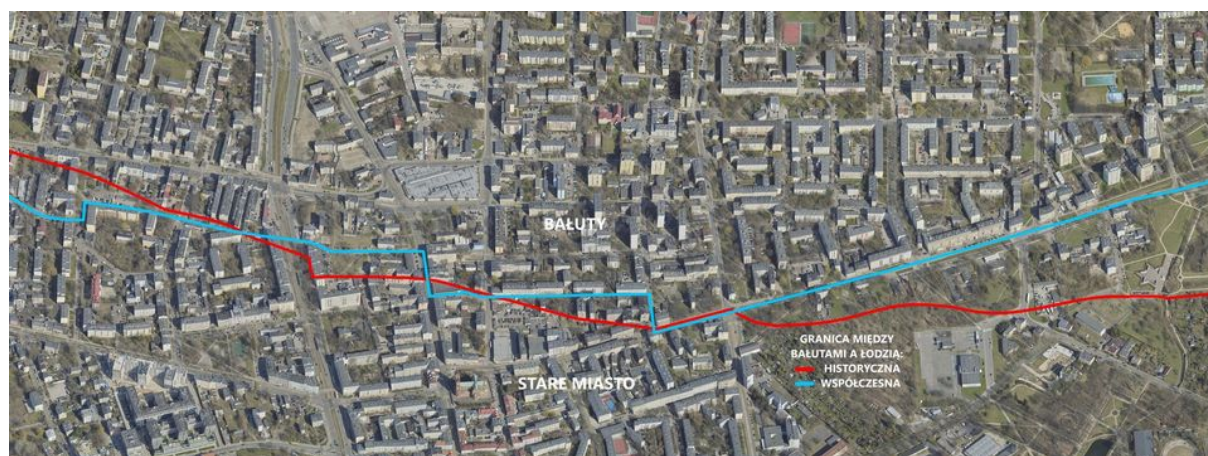 BAŁUTY
STARE MIASTO
GRANICA MIĘDZY
BAŁUTAMI A ŁODZIĄ:
HISTORYCZNA
WSPÓŁCZESNA